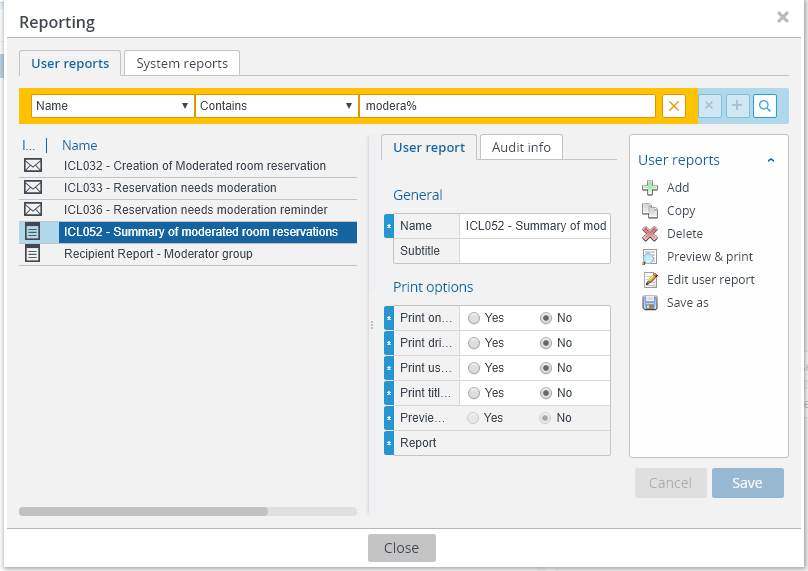 Reporting
User reports
System reports
Name
Contains
modera%
I...
Name
ICL032 - Creation of Moderated room reservation
ICL033 - Reservation needs moderation
ICL036 - Reservation needs moderation reminder
ICL052 - Summary of moderated room reservations
Recipient Report - Moderator group
User report
Audit info
General
* Name ICL052 - Summary of mod
Subtitle
Print options
* Print on... Yes No
* Print dri... Yes No
* Print us... Yes No
* Print titl... Yes No
* Previe... Yes No
* Report
User reports
Add
Copy
Delete
Preview & print
Edit user report
Save as
Cancel
Save
Close